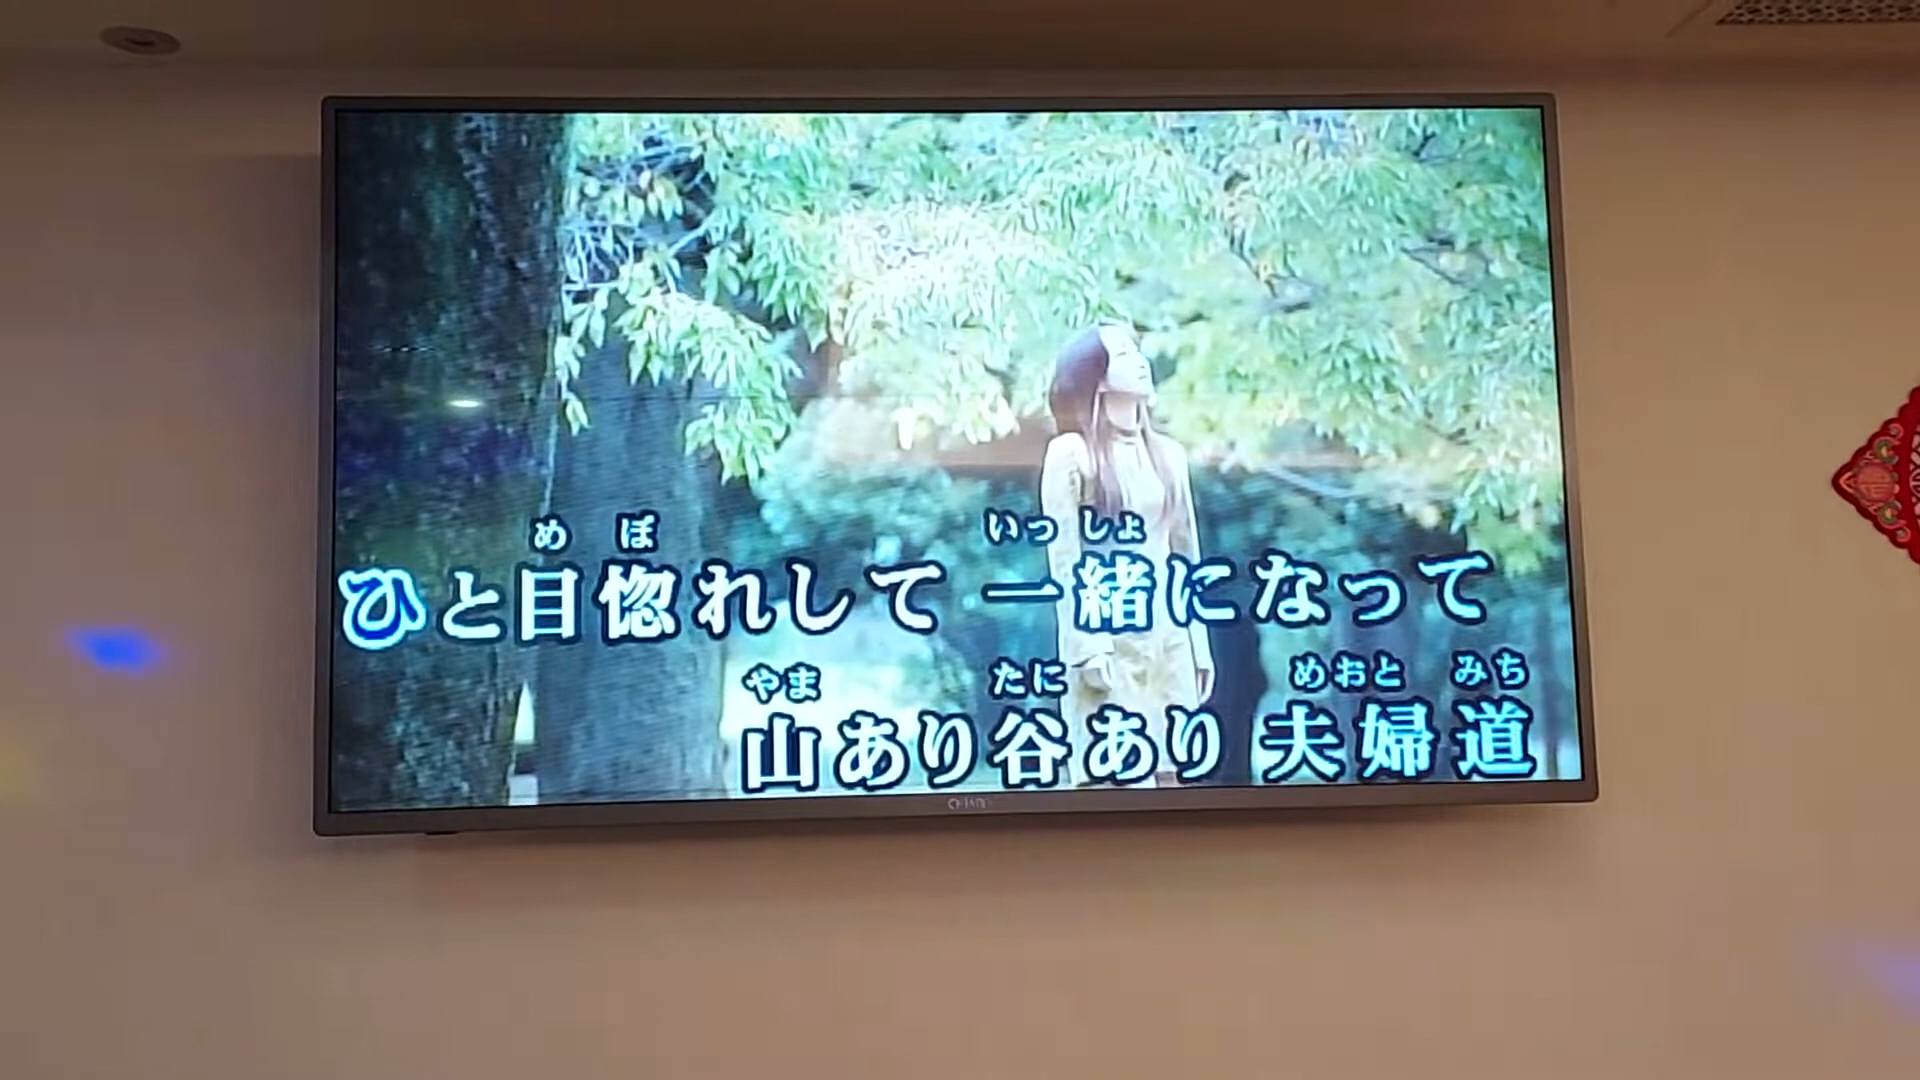 め ぼ いっ しょ
ひと目惚れして 一緒になって
やま たに めおと みち
山あり谷あり 夫婦道